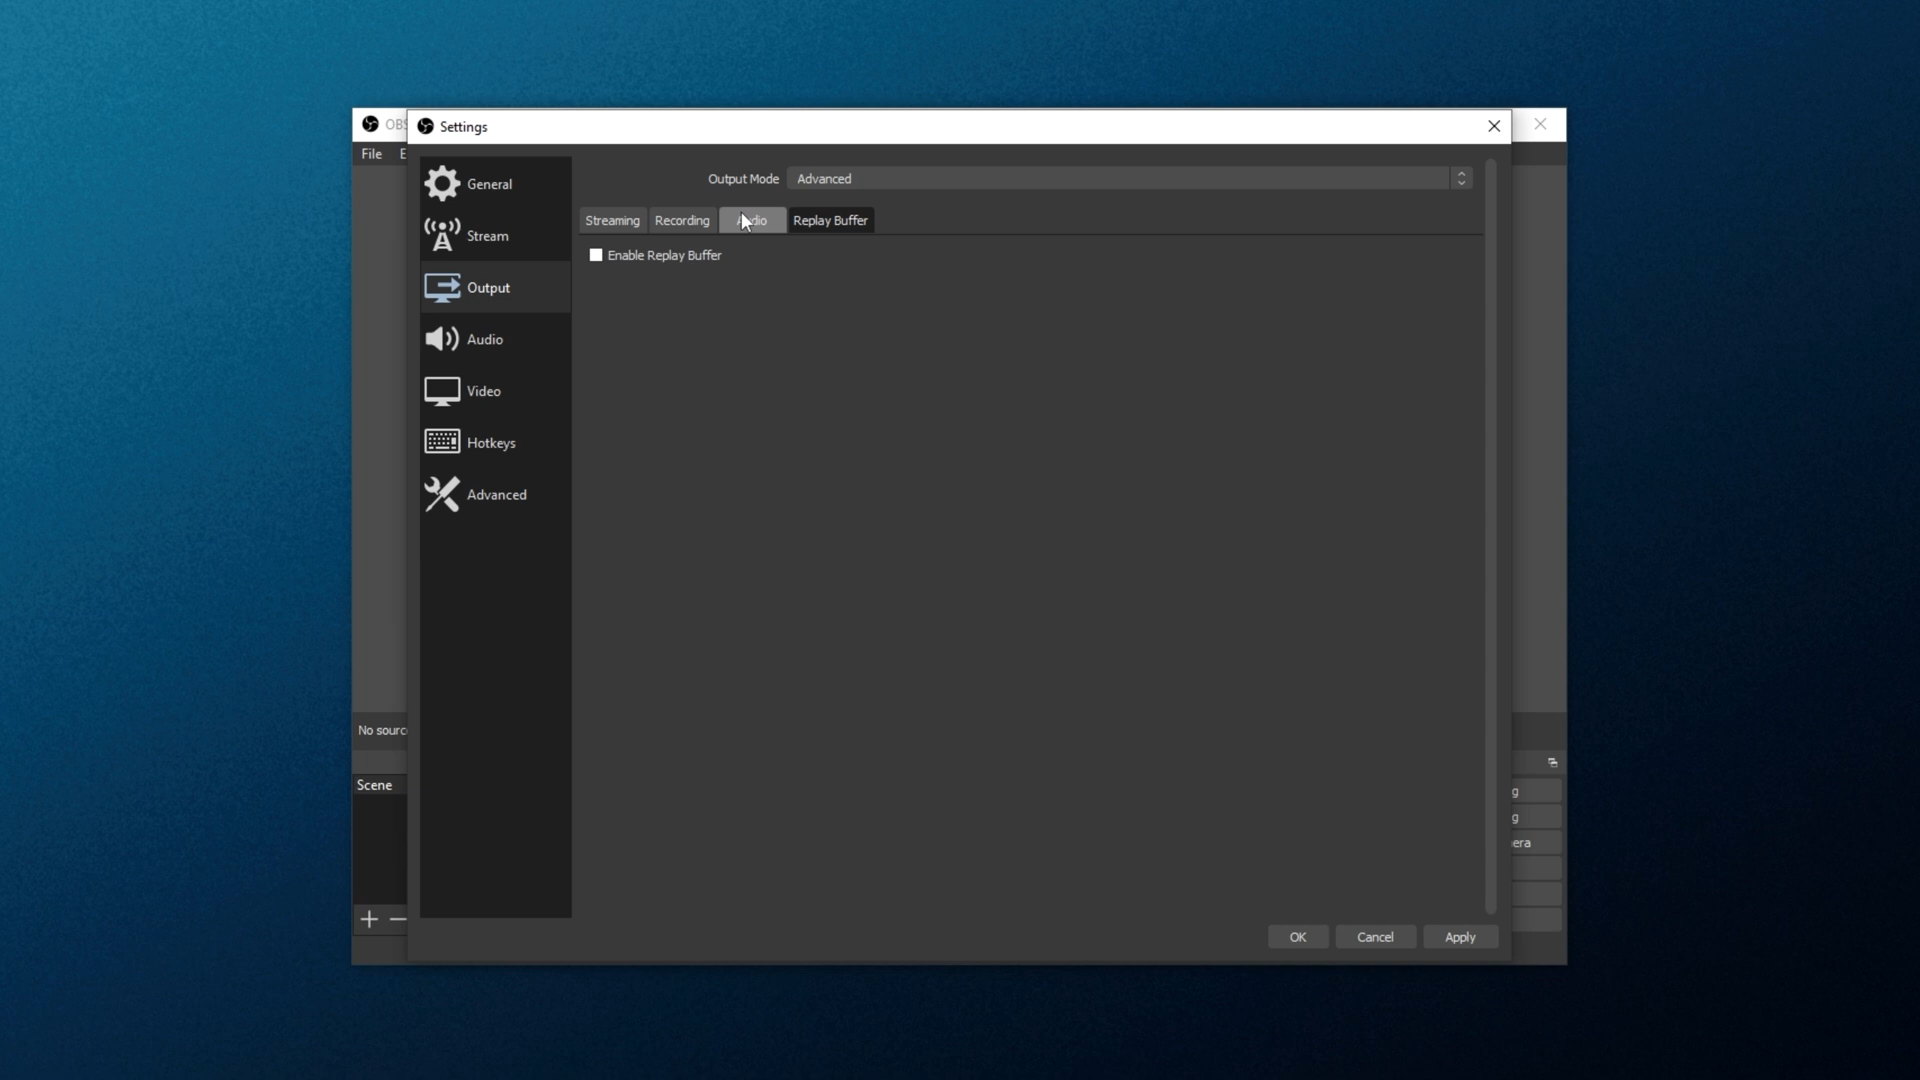 OBS
Settings
File
General
Stream
Output
Audio
Video
Hotkeys
Advanced
Output Mode
Advanced
Streaming
Recording
Replay Buffer
Enable Replay Buffer
No
Scene
OK
Cancel
Apply